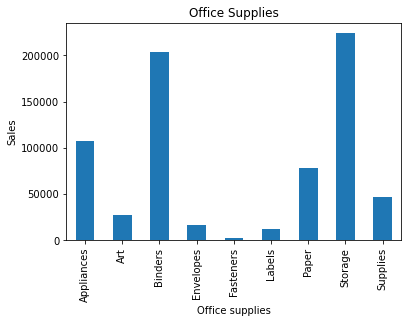 Office Supplies
Sales
200000
150000
100000
50000
0
Appliances
Art
Binders
Envelopes
Fasteners
Labels
Paper
Storage
Supplies
Office supplies